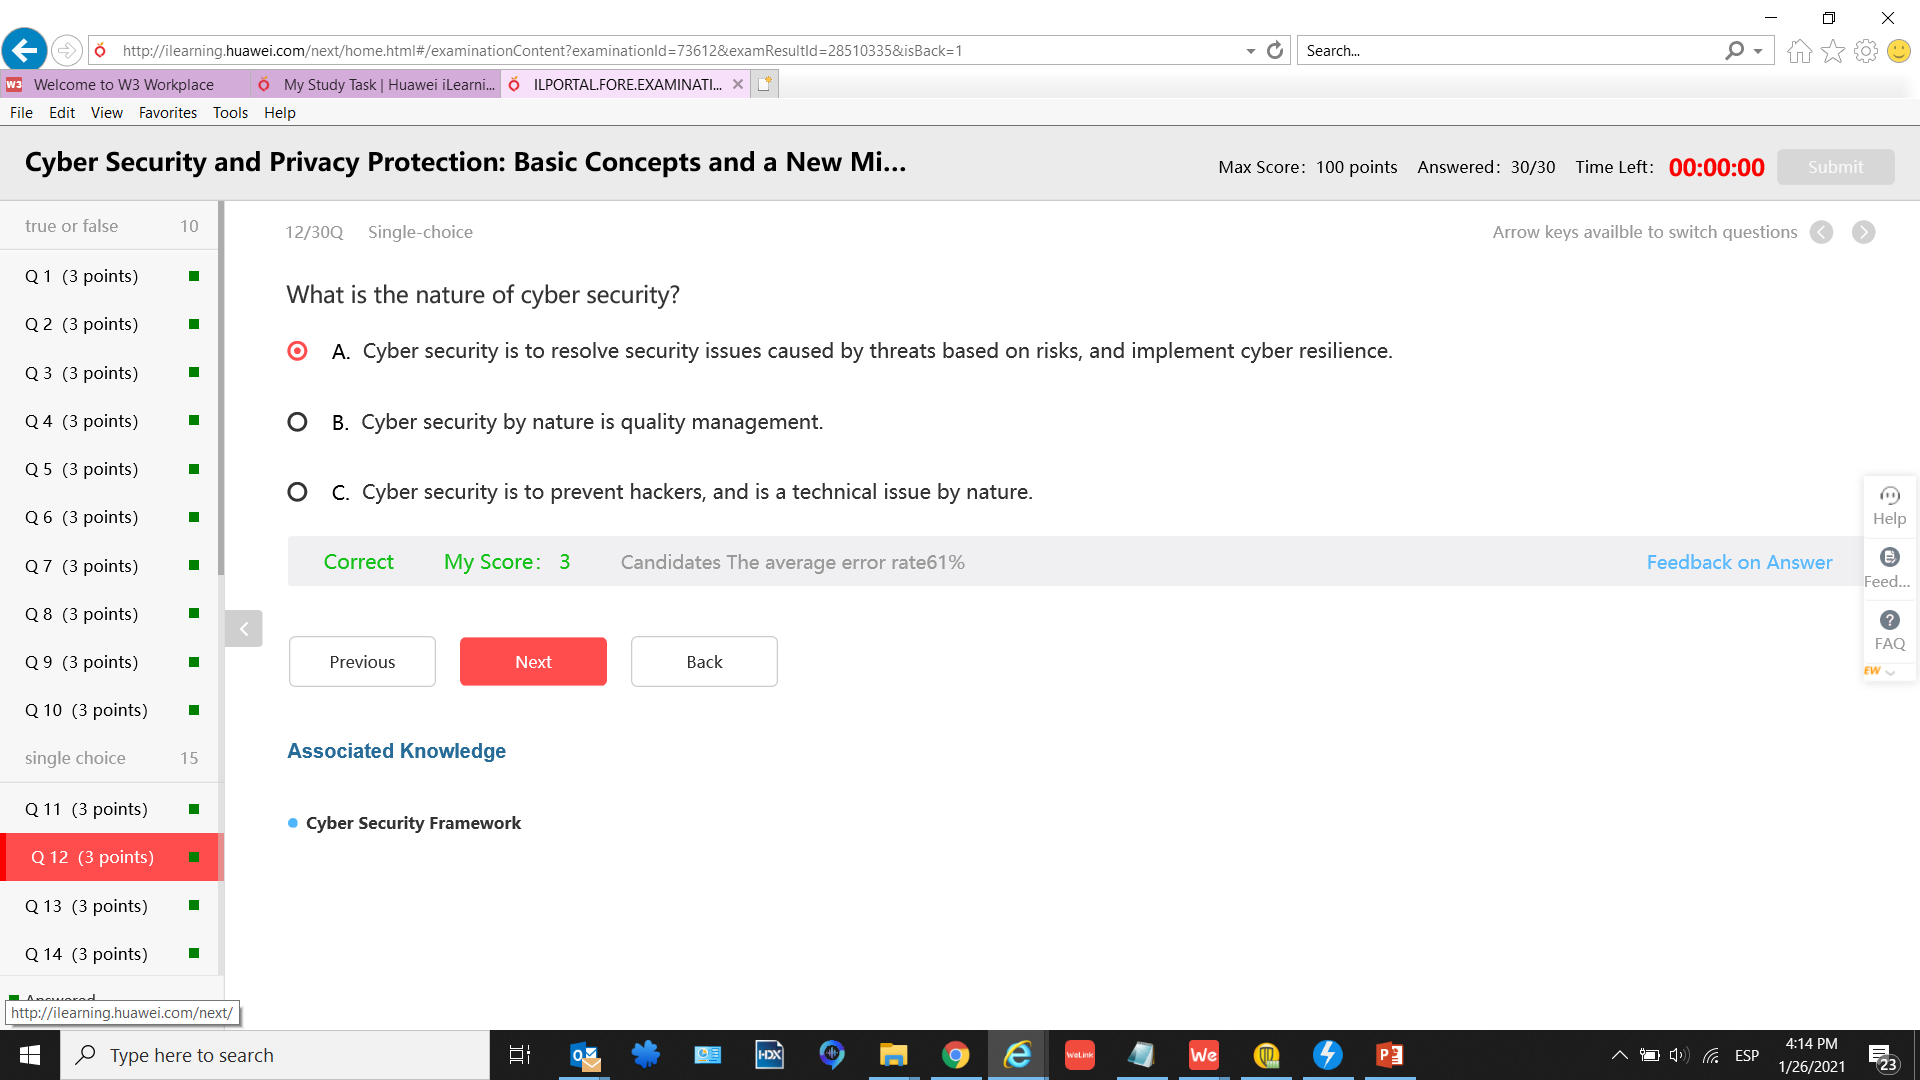 http://ilearning.huawei.com/next/home.html#/examinationContent?examinationId=73612&examResultId=28510335&isBack=1
Search...
W3 Welcome to W3 Workplace
My Study Task | Huawei iLearni...
ILPORTAL.FORE.EXAMINATI...
File Edit View Favorites Tools Help
Cyber Security and Privacy Protection: Basic Concepts and a New Mi...
Max Score: 100 points Answered: 30/30 Time Left: 00:00:00 Submit
true or false 10
Q 1 (3 points)
Q 2 (3 points)
Q 3 (3 points)
Q 4 (3 points)
Q 5 (3 points)
Q 6 (3 points)
Q 7 (3 points)
Q 8 (3 points)
Q 9 (3 points)
Q 10 (3 points)
single choice 15
Q 11 (3 points)
Q 12 (3 points)
Q 13 (3 points)
Q 14 (3 points)
Answered
http://ilearning.huawei.com/next/
12/30Q Single-choice
Arrow keys availble to switch questions
What is the nature of cyber security?
A. Cyber security is to resolve security issues caused by threats based on risks, and implement cyber resilience.
B. Cyber security by nature is quality management.
C. Cyber security is to prevent hackers, and is a technical issue by nature.
Correct My Score: 3 Candidates The average error rate61% Feedback on Answer
Previous Next Back
Associated Knowledge
Cyber Security Framework
Help
Feed...
FAQ
EW
Type here to search
HDX
WeLink
We
ESP
4:14 PM
1/26/2021
23